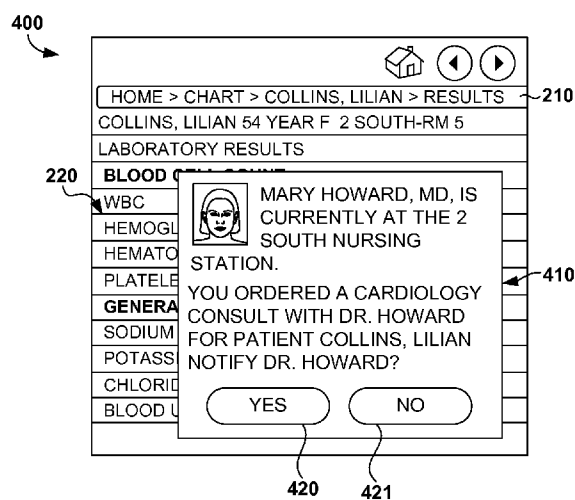 400
HOME > CHART > COLLINS, LILIAN > RESULTS
210
COLLINS, LILIAN 54 YEAR F 2 SOUTH-RM 5
LABORATORY RESULTS
BLOOD CELL COUNT
220
WBC
HEMOGL
HEMATO
PLATELE
GENERA
SODIUM
POTASS
CHLORID
BLOOD U
MARY HOWARD, MD, IS
CURRENTLY AT THE 2
SOUTH NURSING
STATION.
410
YOU ORDERED A CARDIOLOGY
CONSULT WITH DR. HOWARD
FOR PATIENT COLLINS, LILIAN
NOTIFY DR. HOWARD?
YES
NO
420
421